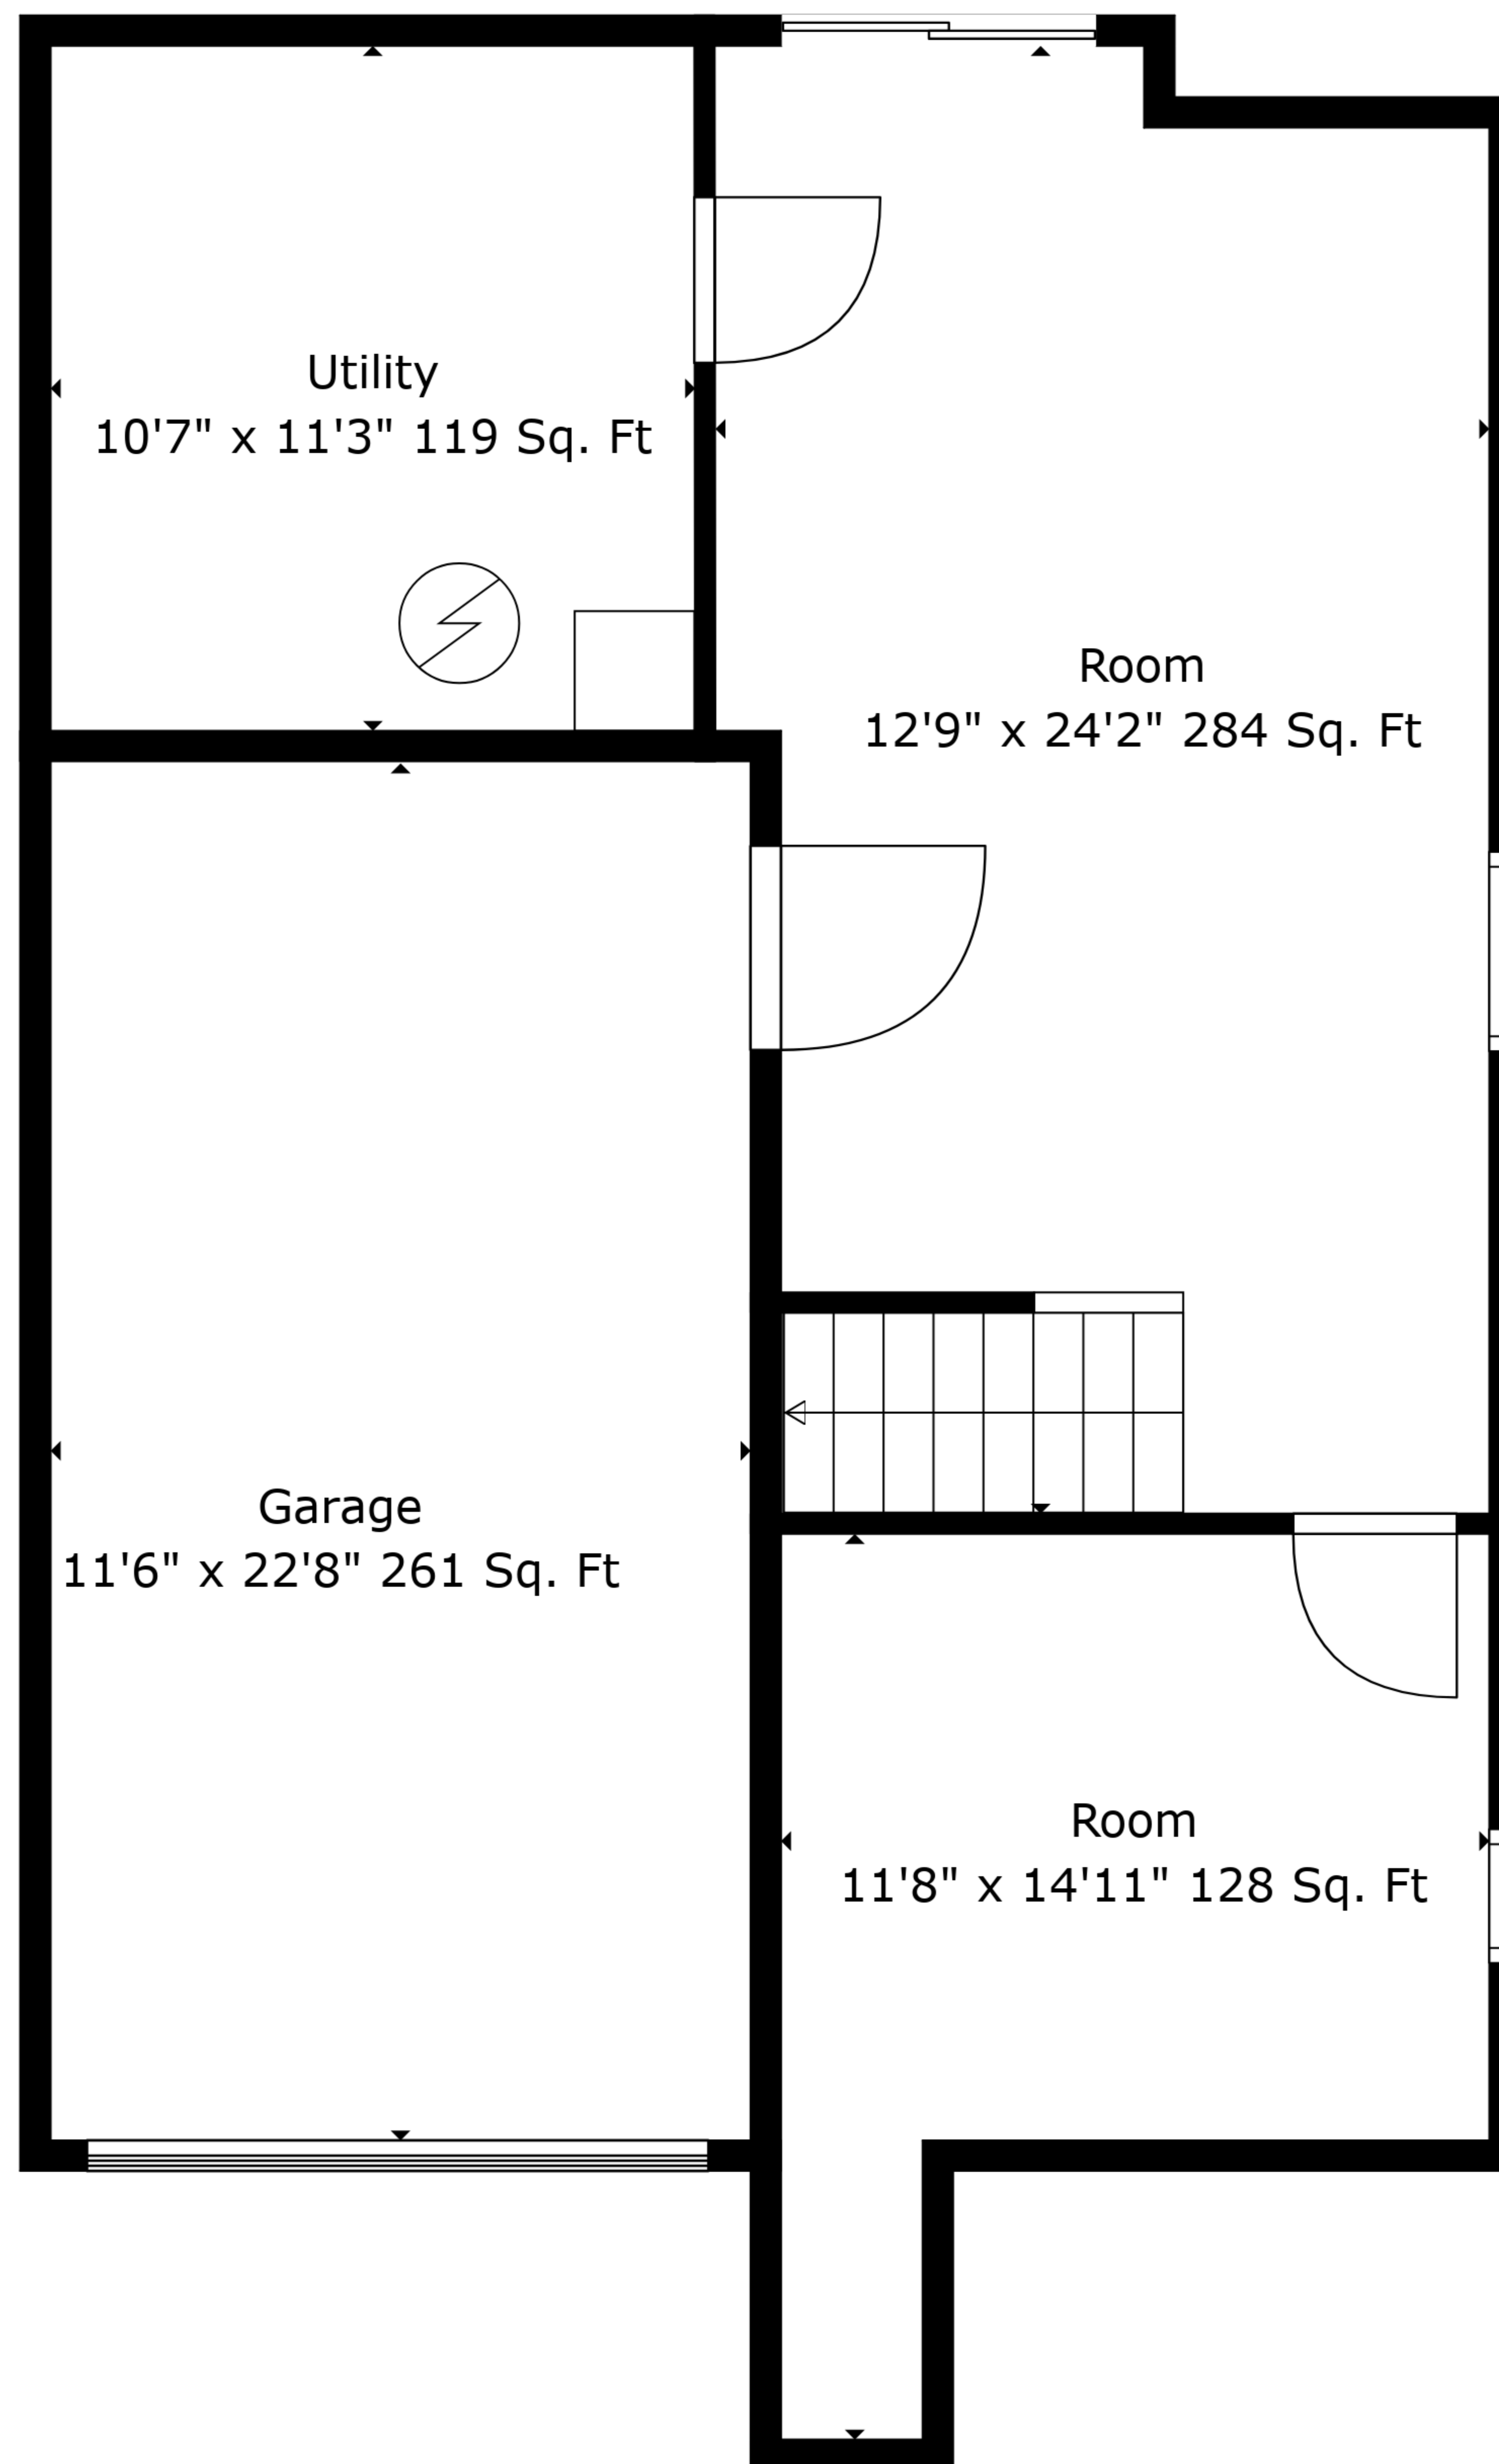 Utility
10'7" x 11'3" 119 Sq. Ft
Room
12'9" x 24'2" 284 Sq. Ft
Garage
11'6" x 22'8" 261 Sq. Ft
Room
11'8" x 14'11" 128 Sq. Ft